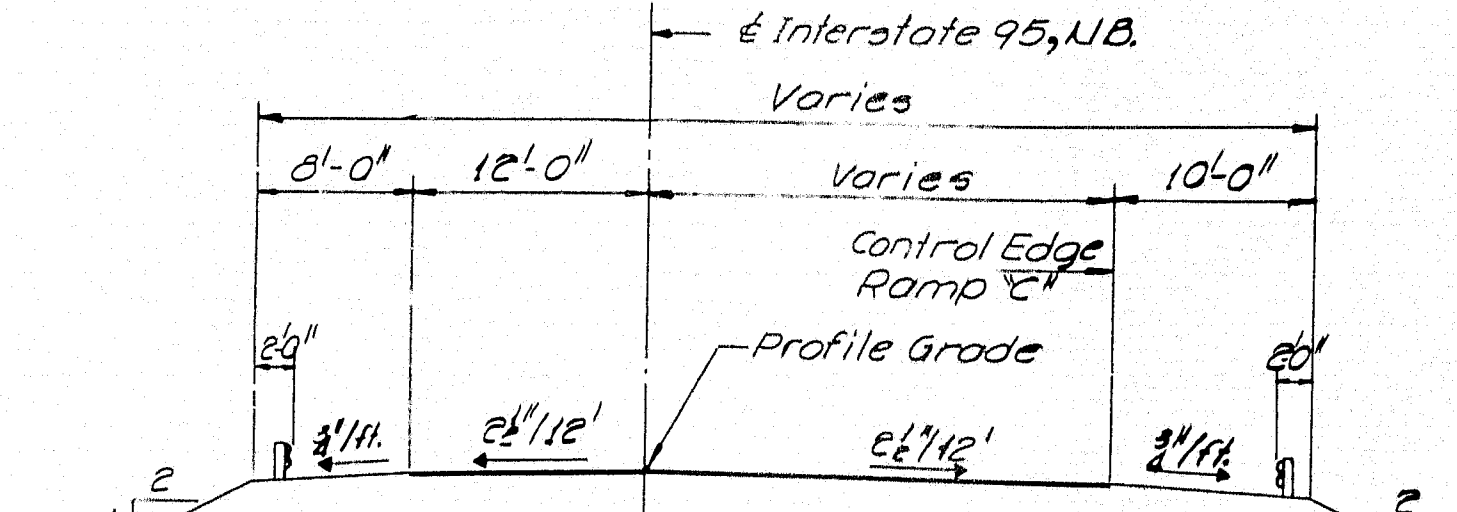 ℄ Interstate 95, NB.
Varies
8'-0" 12'-0" Varies 10'-0"
Control Edge
Ramp "C"
2'-0" Profile Grade 2'-0"
3/4"/ft. 2 1/2"/12' 2 1/2"/12' 3/4"/ft.
2 2